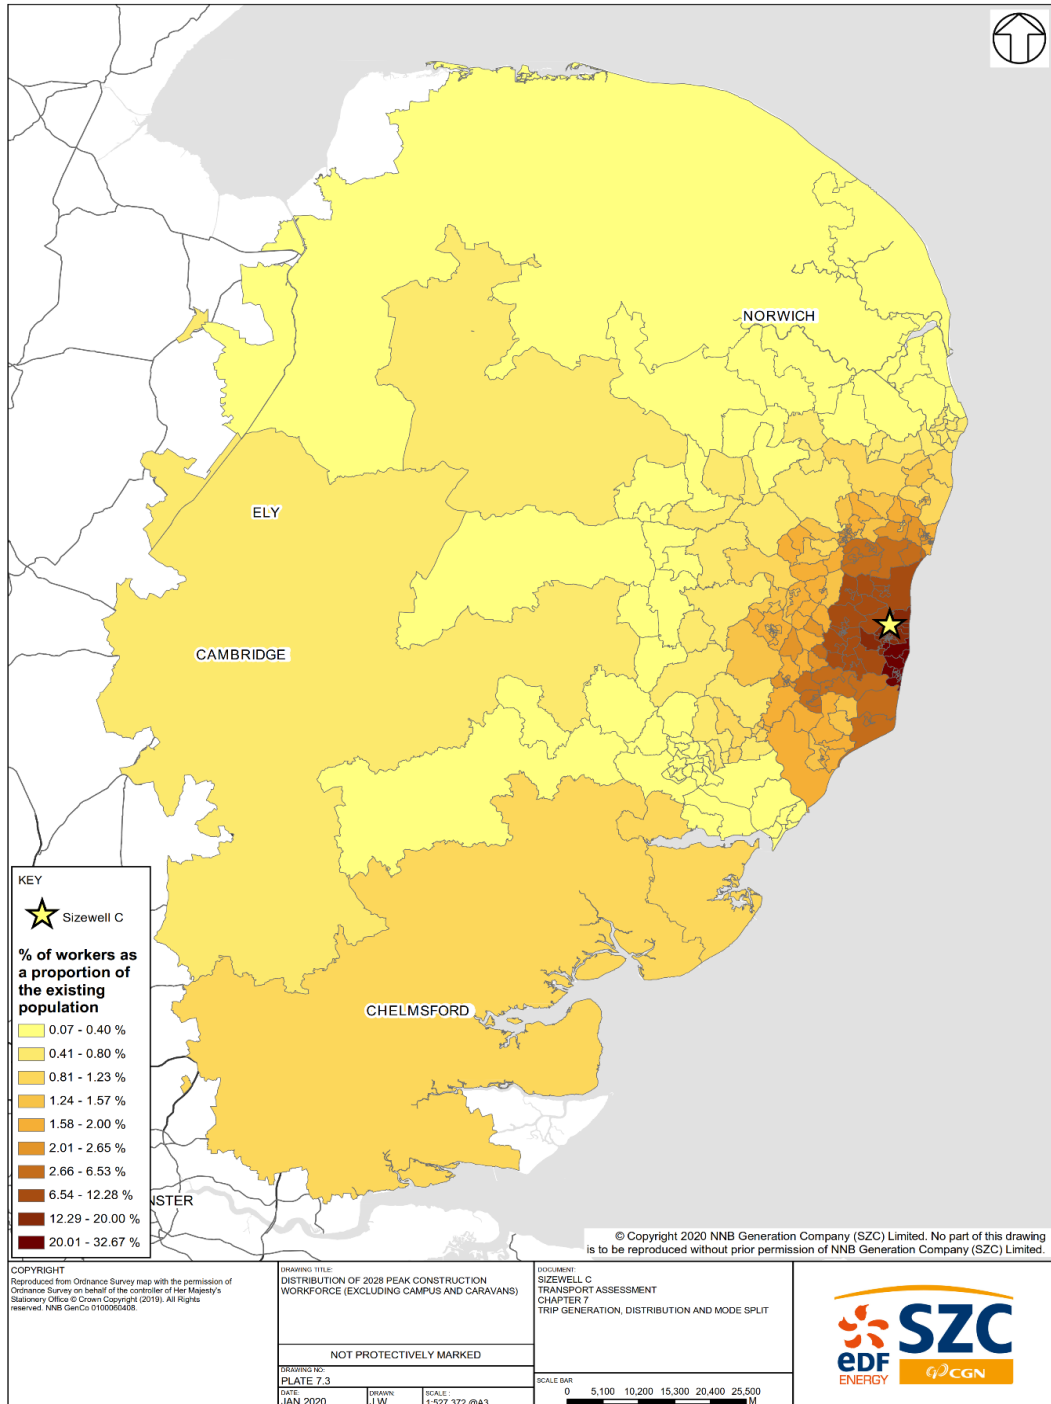 NORWICH
ELY
CAMBRIDGE
CHELMSFORD
NSTER
KEY
Sizewell C
% of workers as
a proportion of
the existing
population
0.07 - 0.40 %
0.41 - 0.80 %
0.81 - 1.23 %
1.24 - 1.57 %
1.58 - 2.00 %
2.01 - 2.65 %
2.66 - 6.53 %
6.54 - 12.28 %
12.29 - 20.00 %
20.01 - 32.67 %
© Copyright 2020 NNB Generation Company (SZC) Limited. No part of this drawing
is to be reproduced without prior permission of NNB Generation Company (SZC) Limited.
COPYRIGHT
Reproduced from Ordnance Survey map with the permission of
Ordnance Survey on behalf of the controller of Her Majesty's
Stationery Office © Crown Copyright (2019). All Rights
reserved. NNB GenCo 0100060408.
DRAWING TITLE:
DISTRIBUTION OF 2028 PEAK CONSTRUCTION
WORKFORCE (EXCLUDING CAMPUS AND CARAVANS)
NOT PROTECTIVELY MARKED
DRAWING NO:
PLATE 7.3
DATE:
JAN 2020
DRAWN:
J.W.
SCALE :
1:527,372 @A3
DOCUMENT:
SIZEWELL C
TRANSPORT ASSESSMENT
CHAPTER 7
TRIP GENERATION, DISTRIBUTION AND MODE SPLIT
SCALE BAR
0 5,100 10,200 15,300 20,400 25,500
M
eDF
ENERGY
SZC
CGN